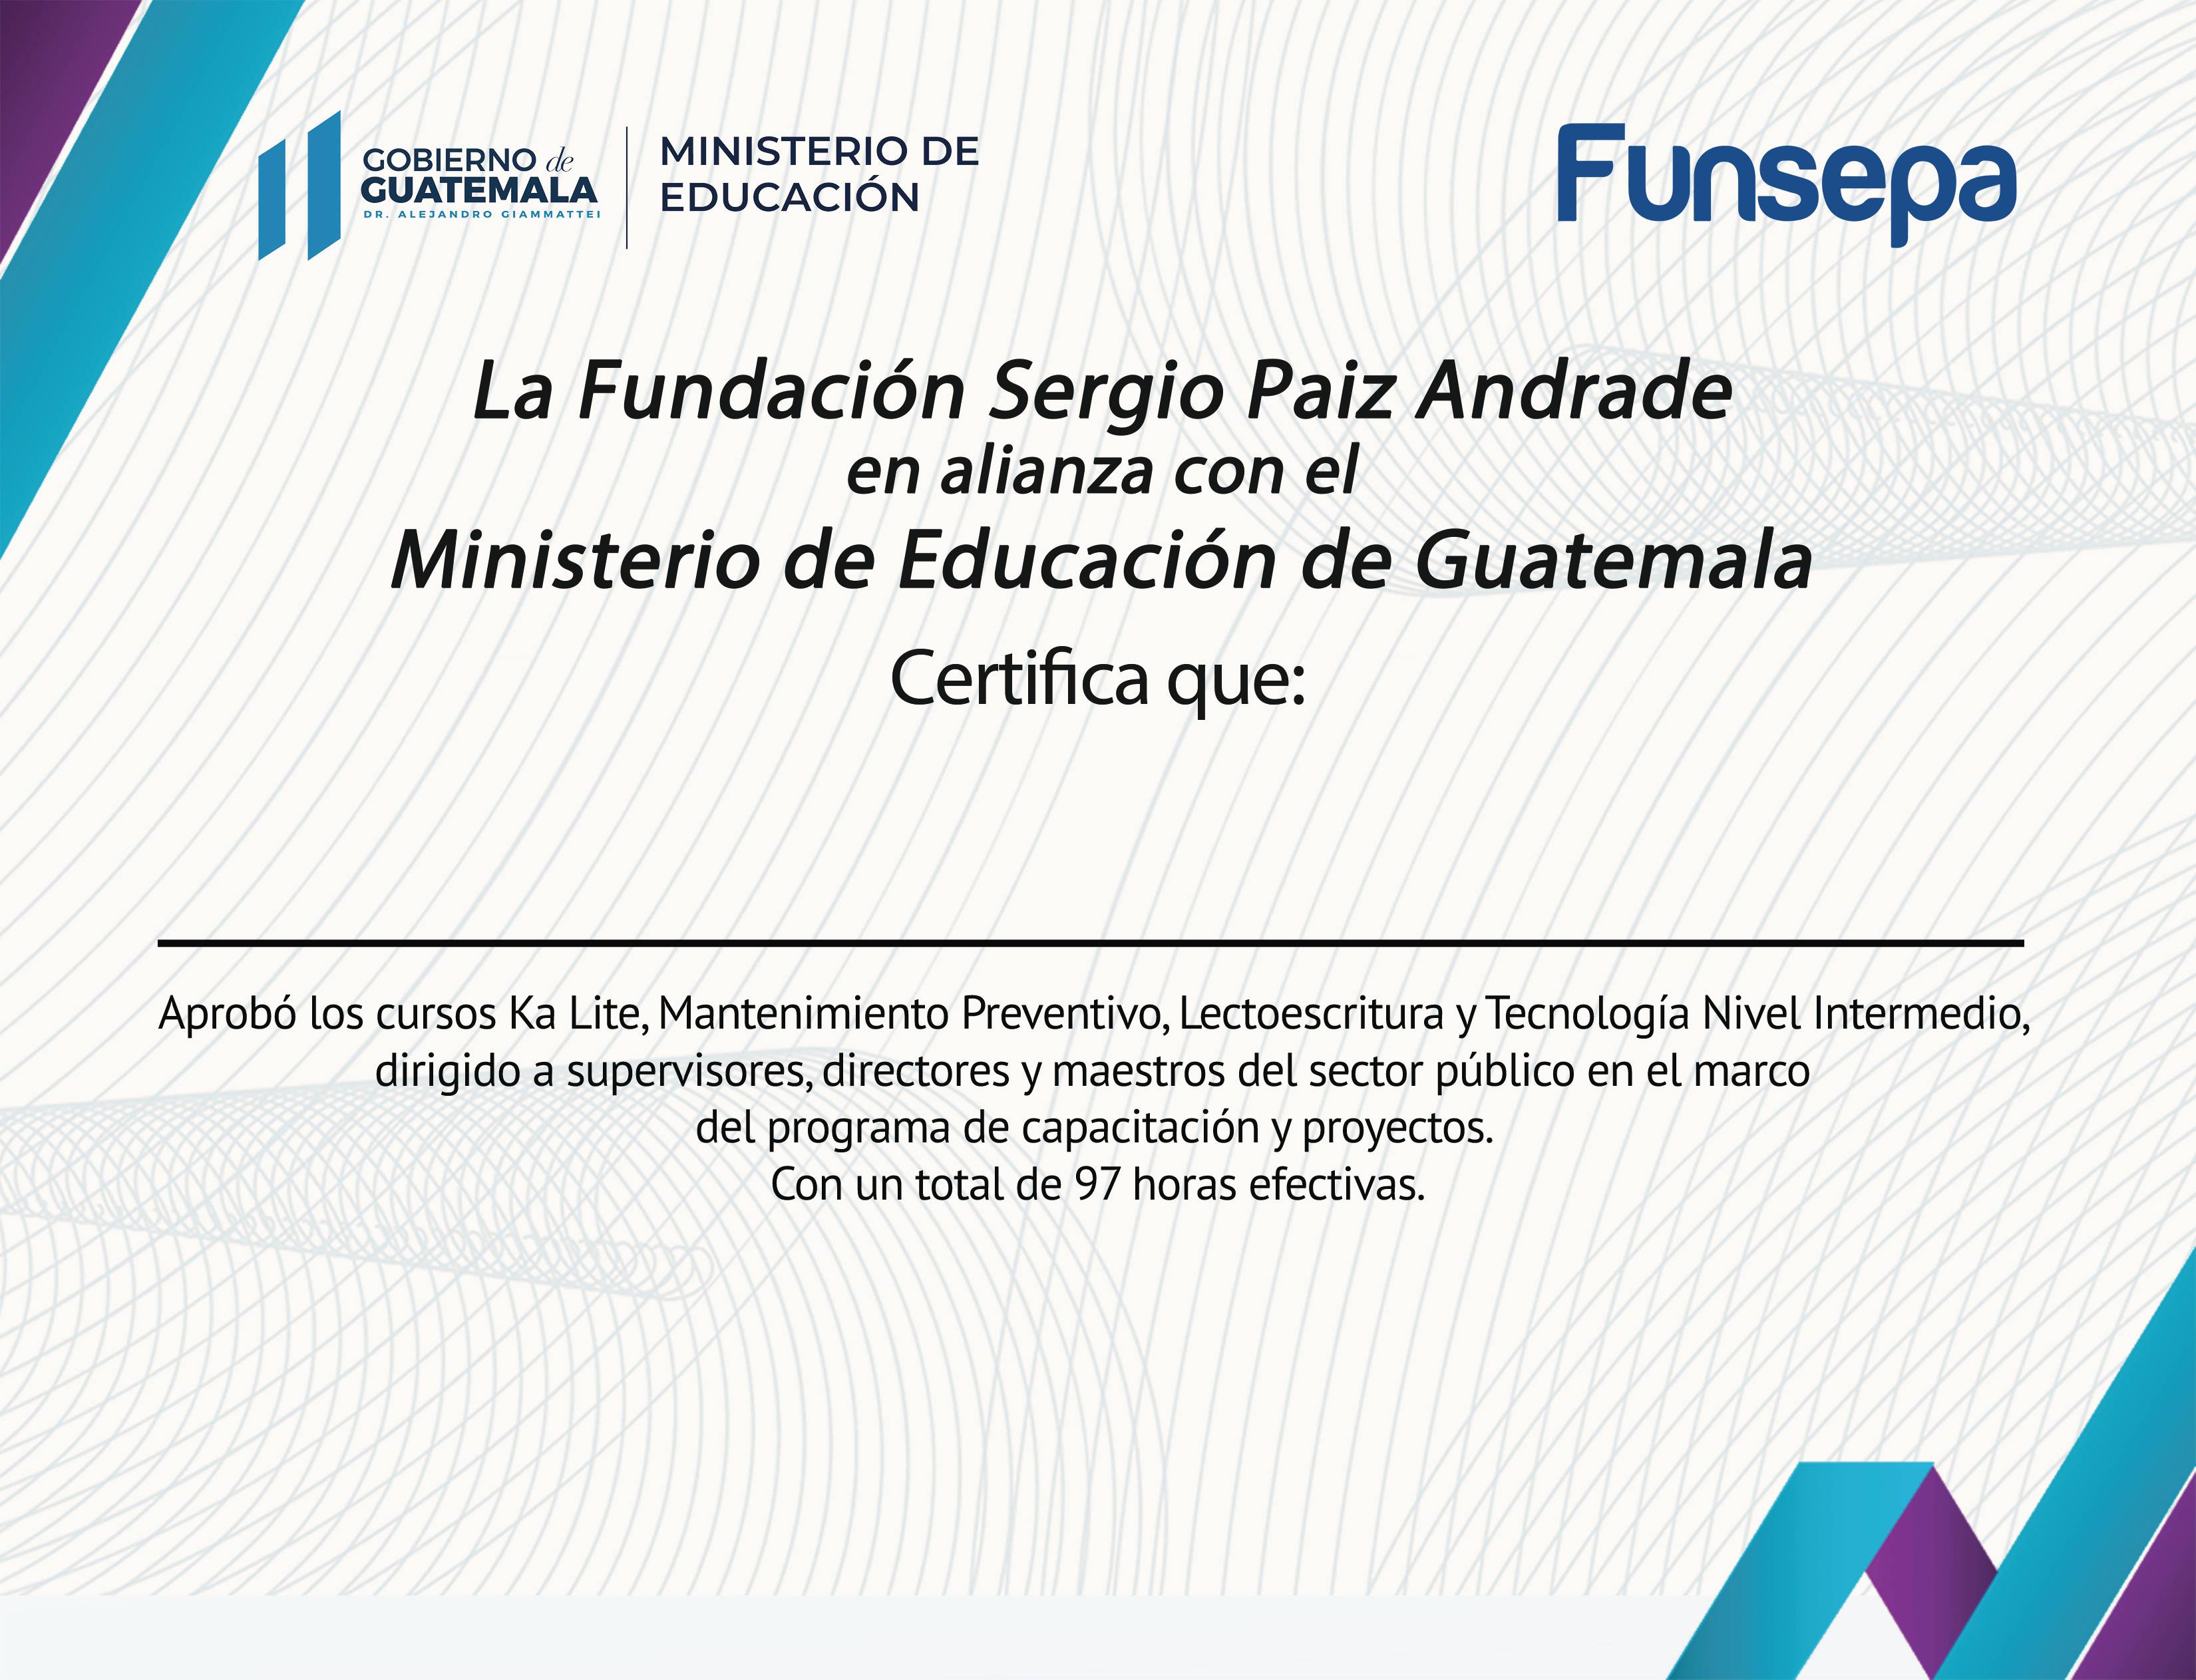 GOBIERNO de
GUATEMALA
DR. ALEJANDRO GIAMMATTEI
MINISTERIO DE
EDUCACIÓN
Funsepa
La Fundación Sergio Paiz Andrade
en alianza con el
Ministerio de Educación de Guatemala
Certifica que:
Aprobó los cursos Ka Lite, Mantenimiento Preventivo, Lectoescritura y Tecnología Nivel Intermedio,
dirigido a supervisores, directores y maestros del sector público en el marco
del programa de capacitación y proyectos.
Con un total de 97 horas efectivas.